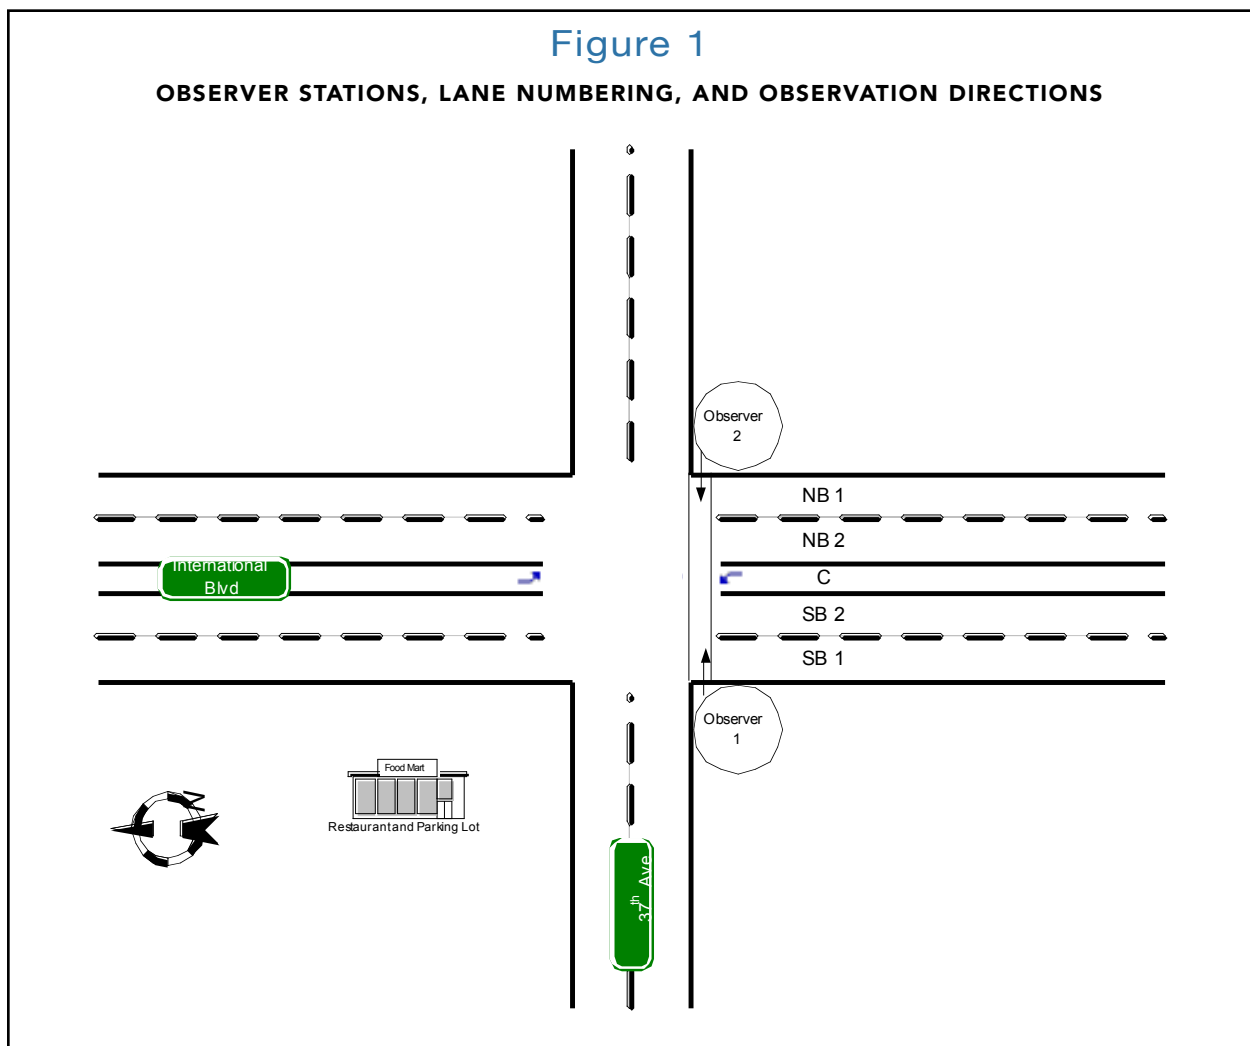 Figure 1
OBSERVER STATIONS, LANE NUMBERING, AND OBSERVATION DIRECTIONS
Observer
2
NB 1
NB 2
International
Blvd
C
SB 2
SB 1
Observer
1
Food Mart
Restaurant and Parking Lot
N
37th Ave